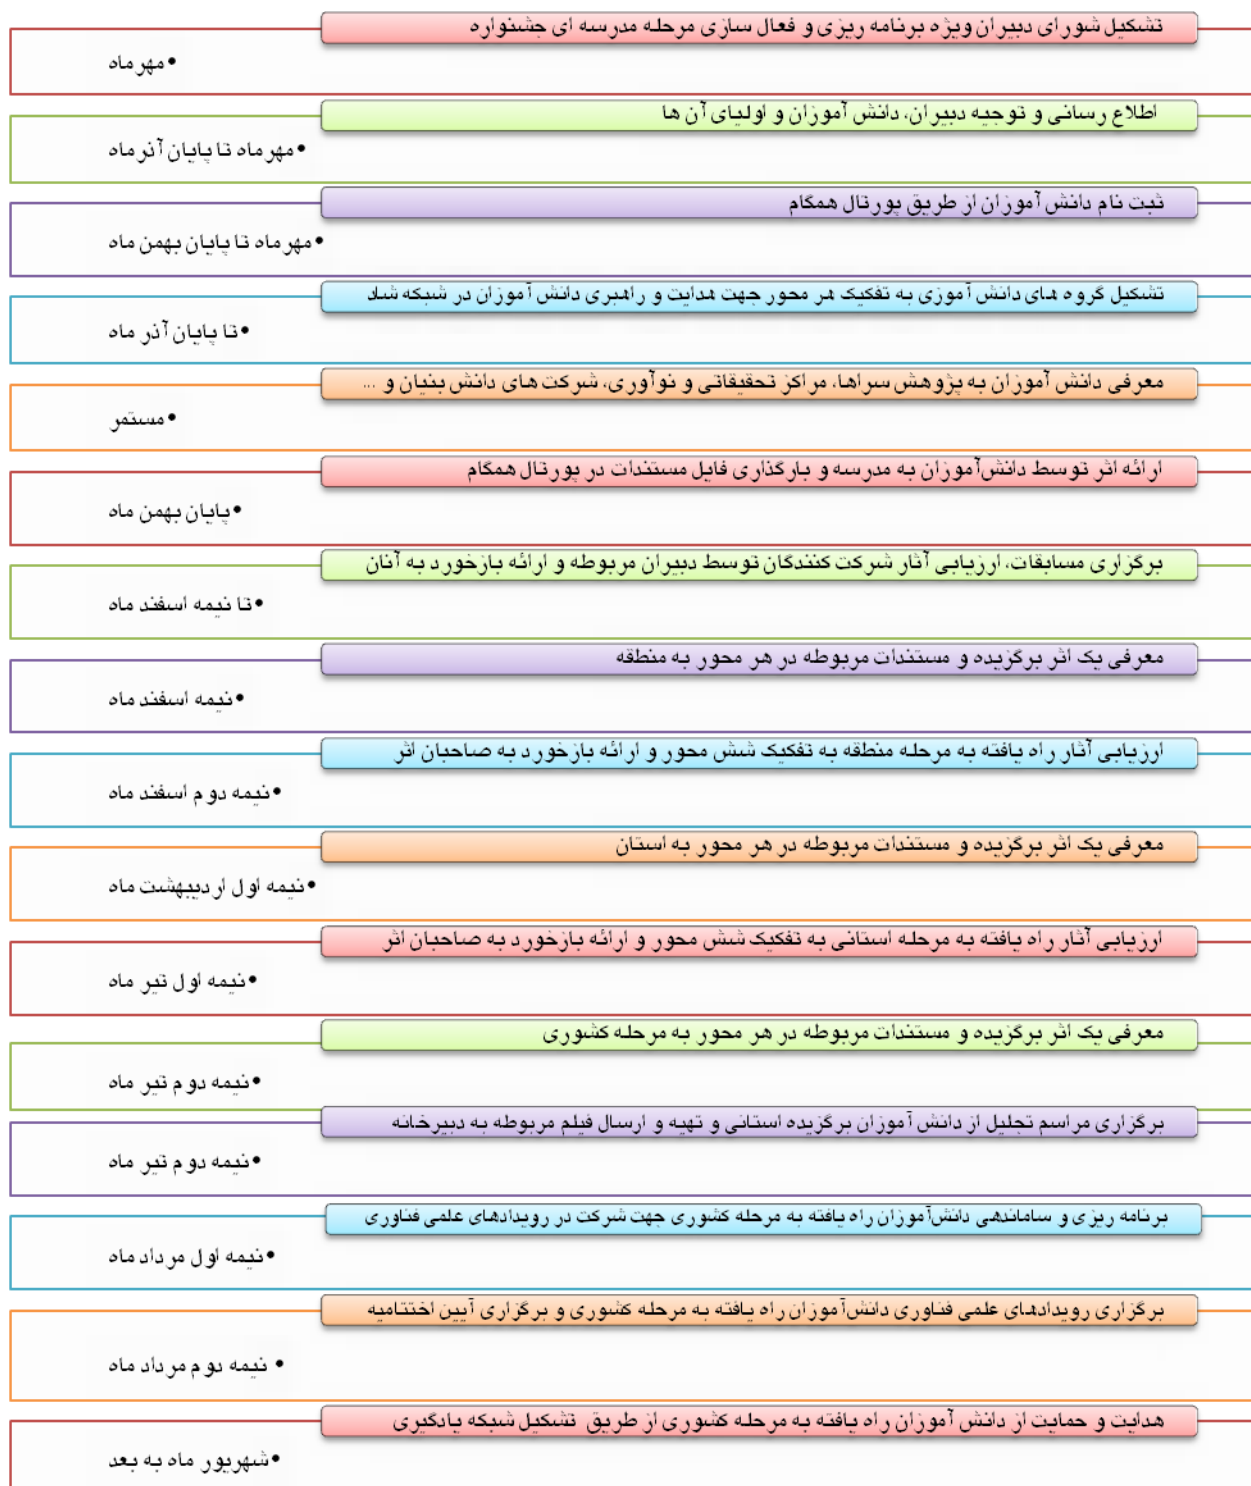 تشکیل شورای دبیران ویژه برنامه ریزی و فعال سازی مرحله مدرسه ای جشنواره
•مهر ماه
اطلاع رسانی و توجیه دبیران، دانش آموزان و اولیای آن ها
•مهر ماه تا پایان آذر ماه
ثبت نام دانش آموزان از طریق پورتال همگام
•مهر ماه تا پایان بهمن ماه
تشکیل گروه های دانش آموزی به تفکیک هر محور جهت هدایت و راهبری دانش آموزان در شبکه شاد
•تا پایان آذر ماه
معرفی دانش آموزان به پژوهش سراها، مراکز تحقیقاتی و نوآوری، شرکت های دانش بنیان و ...
•مستمر
ارائه اثر توسط دانش‌آموزان به مدرسه و بارگذاری فایل مستندات در پورتال همگام
•پایان بهمن ماه
برگزاری مسابقات، ارزیابی آثار شرکت کنندگان توسط دبیران مربوطه و ارائه بازخورد به آنان
•تا نیمه اسفند ماه
معرفی یک اثر برگزیده و مستندات مربوطه در هر محور به منطقه
•نیمه اسفند ماه
ارزیابی آثار راه یافته به مرحله منطقه به تفکیک شش محور و ارائه بازخورد به صاحبان اثر
•نیمه دوم اسفند ماه
معرفی یک اثر برگزیده و مستندات مربوطه در هر محور به استان
•نیمه اول اردیبهشت ماه
ارزیابی آثار راه یافته به مرحله استانی به تفکیک شش محور و ارائه بازخورد به صاحبان اثر
•نیمه اول تیر ماه
معرفی یک اثر برگزیده و مستندات مربوطه در هر محور به مرحله کشوری
•نیمه دوم تیر ماه
برگزاری مراسم تجلیل از دانش آموزان برگزیده استانی و تهیه و ارسال فیلم مربوطه به دبیرخانه
•نیمه دوم تیر ماه
برنامه ریزی و ساماندهی دانش‌آموزان راه یافته به مرحله کشوری جهت شرکت در رویدادهای علمی فناوری
•نیمه اول مرداد ماه
برگزاری رویدادهای علمی فناوری دانش‌آموزان راه یافته به مرحله کشوری و برگزاری آیین اختتامیه
• نیمه دوم مرداد ماه
هدایت و حمایت از دانش آموزان راه یافته به مرحله کشوری از طریق تشکیل شبکه یادگیری
•شهریور ماه به بعد